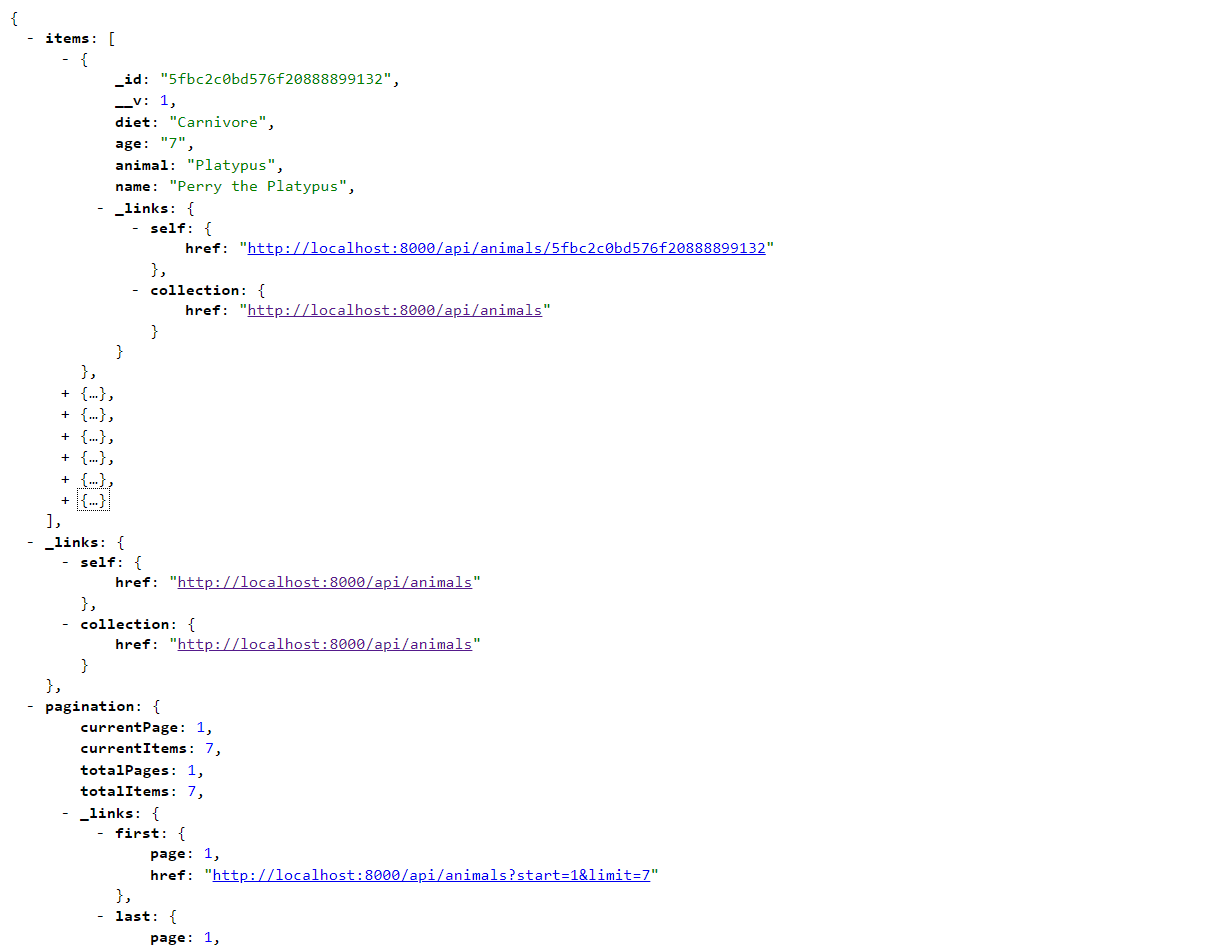 {
- items: [
- {
_id: "5fbc2c0bd576f20888899132",
__v: 1,
diet: "Carnivore",
age: "7",
animal: "Platypus",
name: "Perry the Platypus",
- _links: {
- self: {
href: "http://localhost:8000/api/animals/5fbc2c0bd576f20888899132"
},
- collection: {
href: "http://localhost:8000/api/animals"
}
}
},
+ {…},
+ {…},
+ {…},
+ {…},
+ {…},
+ {…}
],
- _links: {
- self: {
href: "http://localhost:8000/api/animals"
},
- collection: {
href: "http://localhost:8000/api/animals"
}
},
- pagination: {
currentPage: 1,
currentItems: 7,
totalPages: 1,
totalItems: 7,
- _links: {
- first: {
page: 1,
href: "http://localhost:8000/api/animals?start=1&limit=7"
},
- last: {
page: 1,